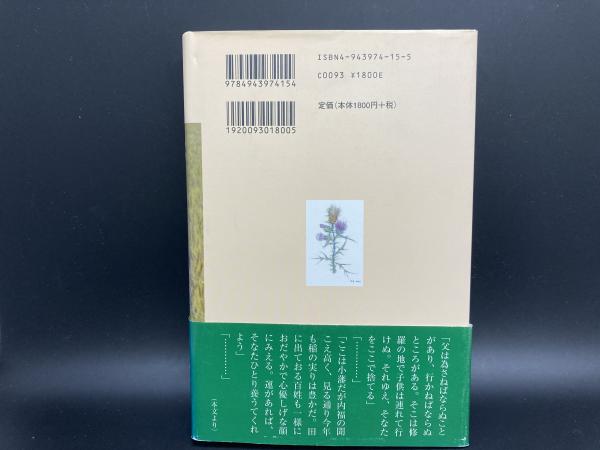 ISBN4-943974-15-5
C0093 ¥1800E
9784943974154
定価(本体1800円+税)
1920093018005
「父は為さねばならぬこと
があり、行かねばならぬ
ところがある。そこは修
羅の地で子供は連れて行
けぬ。それゆえ、そなた
をここで捨てる」
「…………」
「ここは小藩だが内福の聞
こえ高く、見る通り今年
も稲の実りは豊かだ。田
に出ておる百姓も一様に
おだやかで心優しげな顔
にみえる。運があれば、
そなたひとり養うてくれ
よう」
「…………」
(本文より)